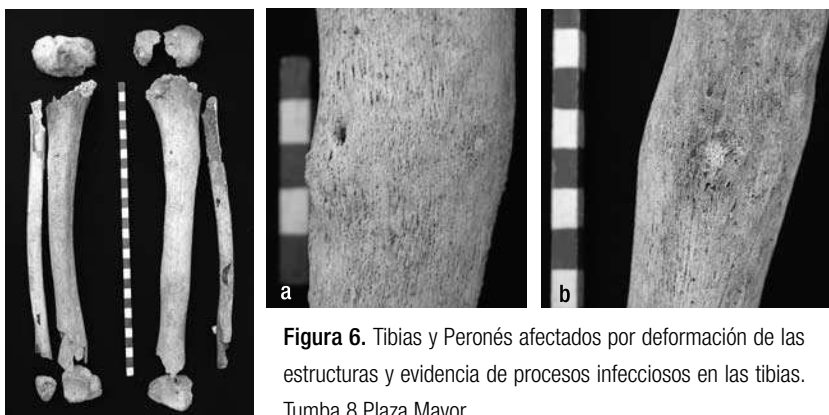 a
b
Figura 6. Tibias y Peronés afectados por deformación de las
estructuras y evidencia de procesos infecciosos en las tibias.
Tumba 8 Plaza Mayor